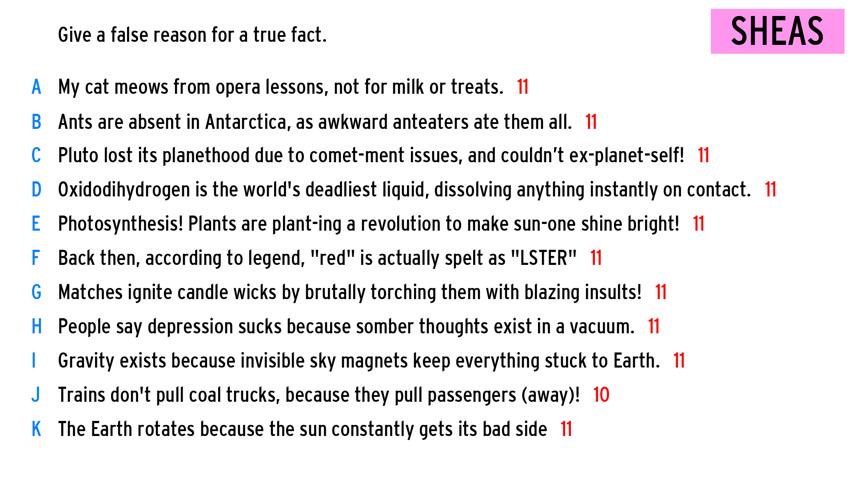 Give a false reason for a true fact.
SHEAS
A My cat meows from opera lessons, not for milk or treats. 11
B Ants are absent in Antarctica, as awkward anteaters ate them all. 11
C Pluto lost its planethood due to comet-ment issues, and couldn't ex-planet-self! 11
D Oxidodihydrogen is the world's deadliest liquid, dissolving anything instantly on contact. 11
E Photosynthesis! Plants are plant-ing a revolution to make sun-one shine bright! 11
F Back then, according to legend, "red" is actually spelt as "LSTER" 11
G Matches ignite candle wicks by brutally torching them with blazing insults! 11
H People say depression sucks because somber thoughts exist in a vacuum. 11
I Gravity exists because invisible sky magnets keep everything stuck to Earth. 11
J Trains don't pull coal trucks, because they pull passengers (away)! 10
K The Earth rotates because the sun constantly gets its bad side 11